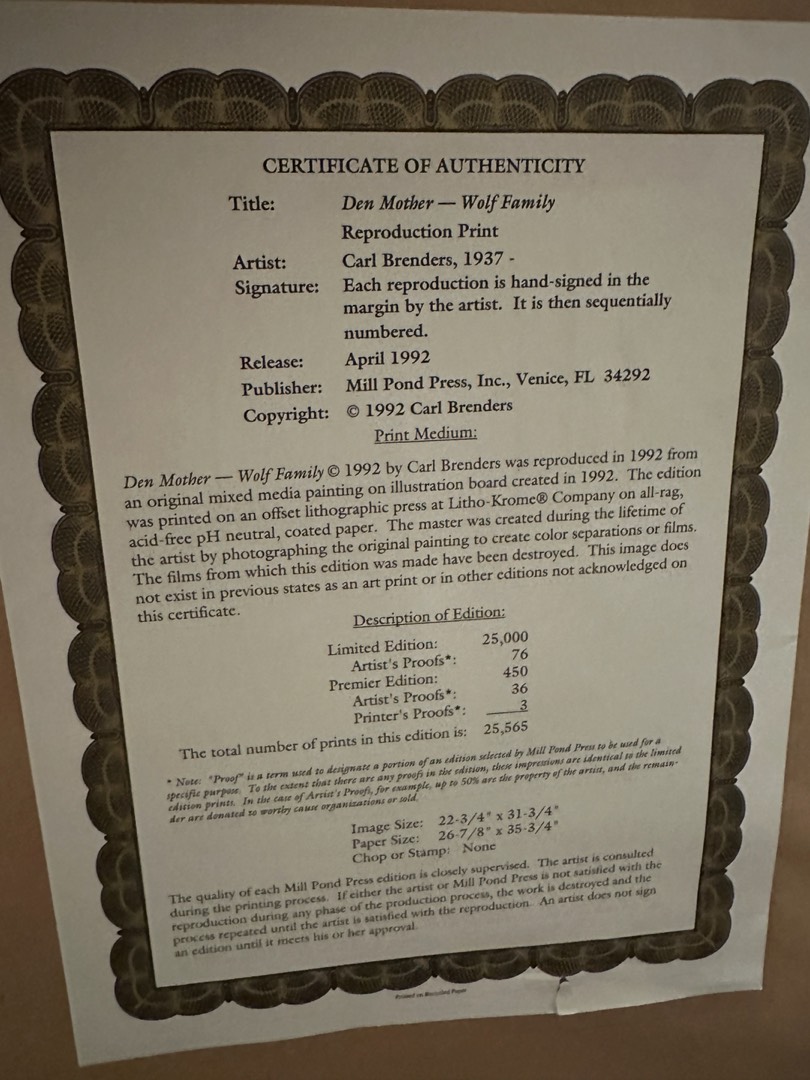 CERTIFICATE OF AUTHENTICITY
Title: Den Mother — Wolf Family
Reproduction Print
Artist: Carl Brenders, 1937 -
Signature: Each reproduction is hand-signed in the
margin by the artist. It is then sequentially
numbered.
Release: April 1992
Publisher: Mill Pond Press, Inc., Venice, FL 34292
Copyright: © 1992 Carl Brenders
Print Medium:
Den Mother — Wolf Family © 1992 by Carl Brenders was reproduced in 1992 from
an original mixed media painting on illustration board created in 1992. The edition
was printed on an offset lithographic press at Litho-Krome® Company on all-rag,
acid-free pH neutral, coated paper. The master was created during the lifetime of
the artist by photographing the original painting to create color separations or films.
The films from which this edition was made have been destroyed. This image does
not exist in previous states as an art print or in other editions not acknowledged on
this certificate.
Description of Edition:
Limited Edition: 25,000
Artist's Proofs*: 76
Premier Edition: 450
Artist's Proofs*: 36
Printer's Proofs*: 3
The total number of prints in this edition is: 25,565
* Note: "Proof" is a term used to designate a portion of an edition selected by Mill Pond Press to be used for a
specific purpose. To the extent that there are any proofs in the edition, these impressions are identical to the limited
edition prints. In the case of Artist's Proofs, for example, up to 50% are the property of the artist, and the remain-
der are donated to worthy cause organizations or sold.
Image Size: 22-3/4" x 31-3/4"
Paper Size: 26-7/8" x 35-3/4"
Chop or Stamp: None
The quality of each Mill Pond Press edition is closely supervised. The artist is consulted
during the printing process. If either the artist or Mill Pond Press is not satisfied with the
reproduction during any phase of the production process, the work is destroyed and the
process repeated until the artist is satisfied with the reproduction. An artist does not sign
an edition until it meets his or her approval.
Printed on Recycled Paper